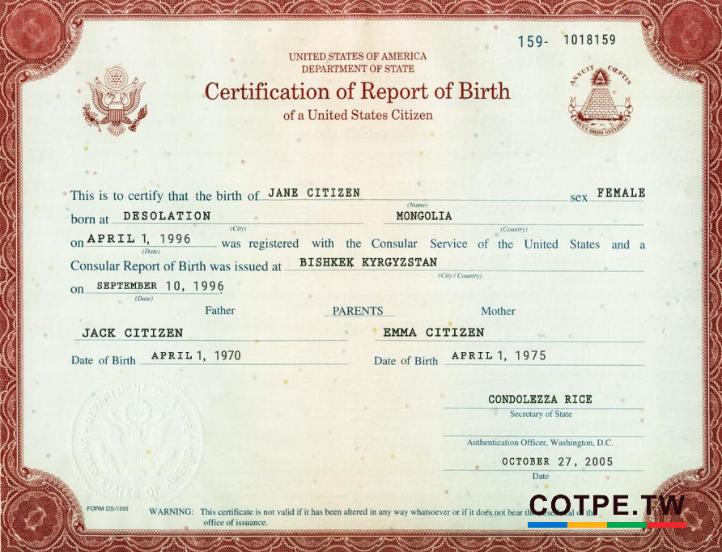 159- 1018159
UNITED STATES OF AMERICA
DEPARTMENT OF STATE
Certification of Report of Birth
of a United States Citizen
ANNUIT CŒPTIS
This is to certify that the birth of JANE CITIZEN sex FEMALE
(Name)
born at DESOLATION MONGOLIA
(City) (Country)
on APRIL 1, 1996 was registered with the Consular Service of the United States and a
(Date)
Consular Report of Birth was issued at BISHKEK KYRGYZSTAN
(City / Country)
on SEPTEMBER 10, 1996
(Date)
Father PARENTS Mother
JACK CITIZEN EMMA CITIZEN
Date of Birth APRIL 1, 1970 Date of Birth APRIL 1, 1975
CONDOLEZZA RICE
Secretary of State
Authentication Officer, Washington, D.C.
OCTOBER 27, 2005
Date
DEPARTMENT OF STATE
STATES OF AMERICA
FORM DS-1350
WARNING: This certificate is not valid if it has been altered in any way whatsoever or if it does not bear the seal of the
office of issuance.
COTPE.TW